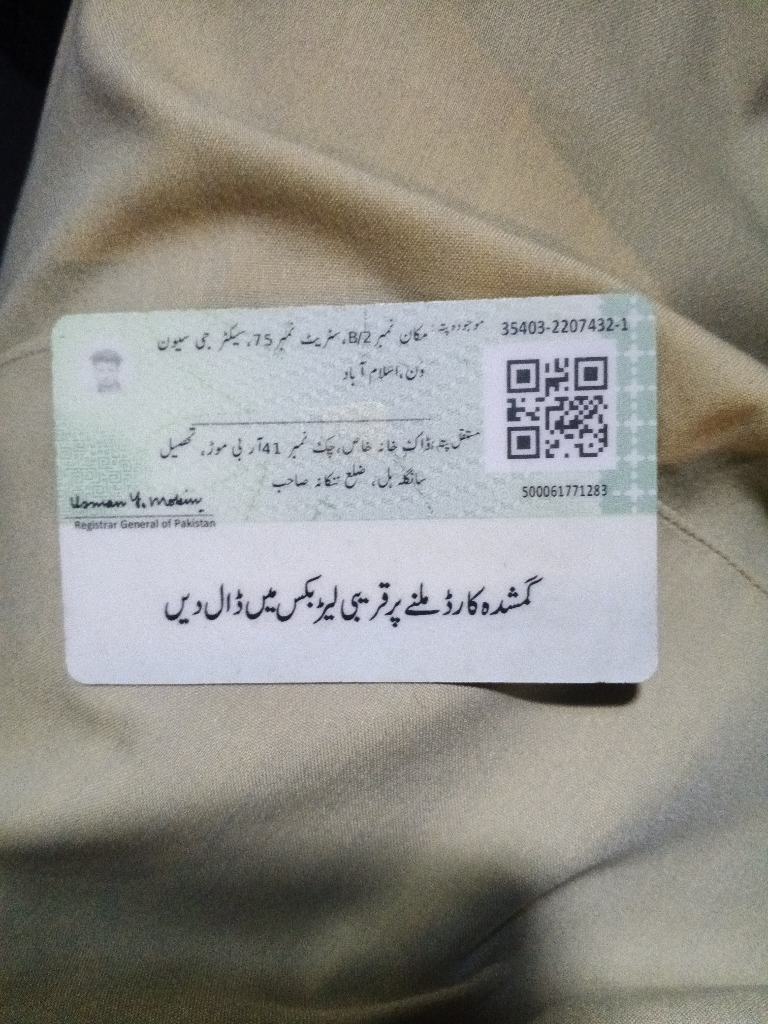 موجودہ پتہ: مکان نمبر B/2، سٹریٹ نمبر 75، سیکٹر جی سیون
ون، اسلام آباد
35403-2207432-1
مستقل پتہ: ڈاک خانہ خاص، چک نمبر 41 آر بی موڑ، تحصیل
سانگلہ ہل، ضلع ننکانہ صاحب
500061771283
Usman Y. Mobin
Registrar General of Pakistan
گمشدہ کارڈ ملنے پر قریبی لیٹر بکس میں ڈال دیں